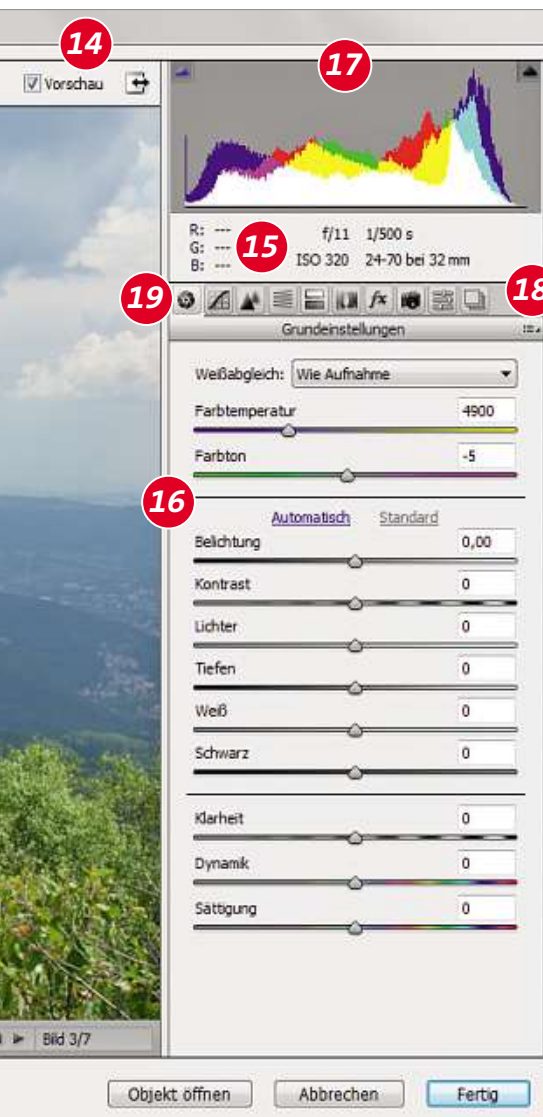 14
17
Vorschau
R: --- f/11 1/500 s
G: --- 15
B: --- ISO 320 24-70 bei 32 mm
19 fx 18
Grundeinstellungen
Weißabgleich: Wie Aufnahme
Farbtemperatur 4900
Farbton -5
16
Automatisch Standard
Belichtung 0,00
Kontrast 0
Lichter 0
Tiefen 0
Weiß 0
Schwarz 0
Klarheit 0
Dynamik 0
Sättigung 0
Bild 3/7
Objekt öffnen Abbrechen Fertig